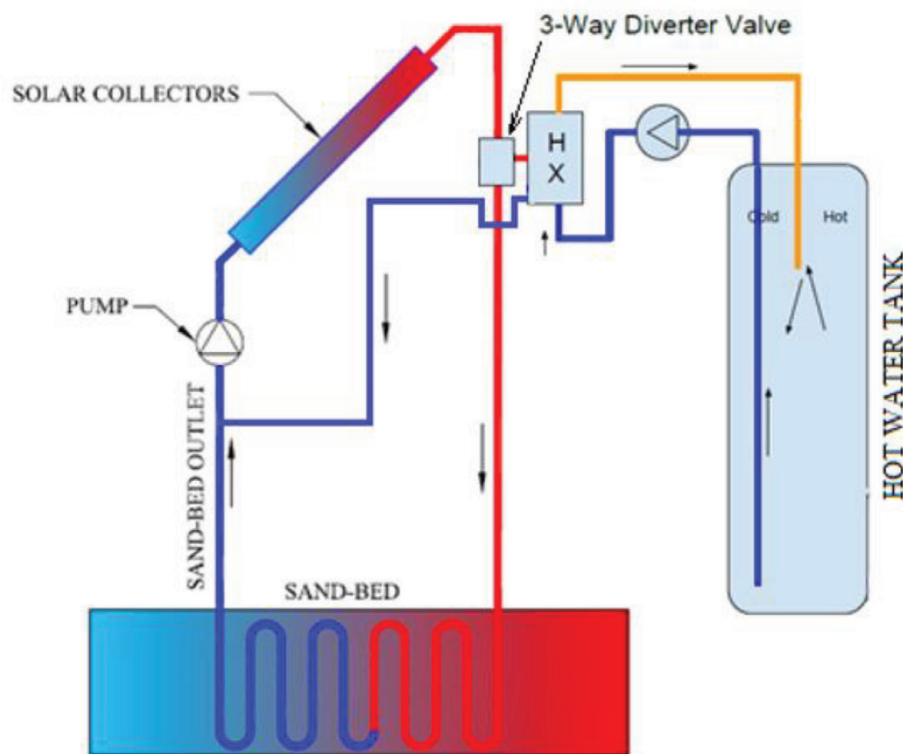 3-Way Diverter Valve
SOLAR COLLECTORS
H
X
Cold
Hot
PUMP
HOT WATER TANK
SAND-BED OUTLET
SAND-BED